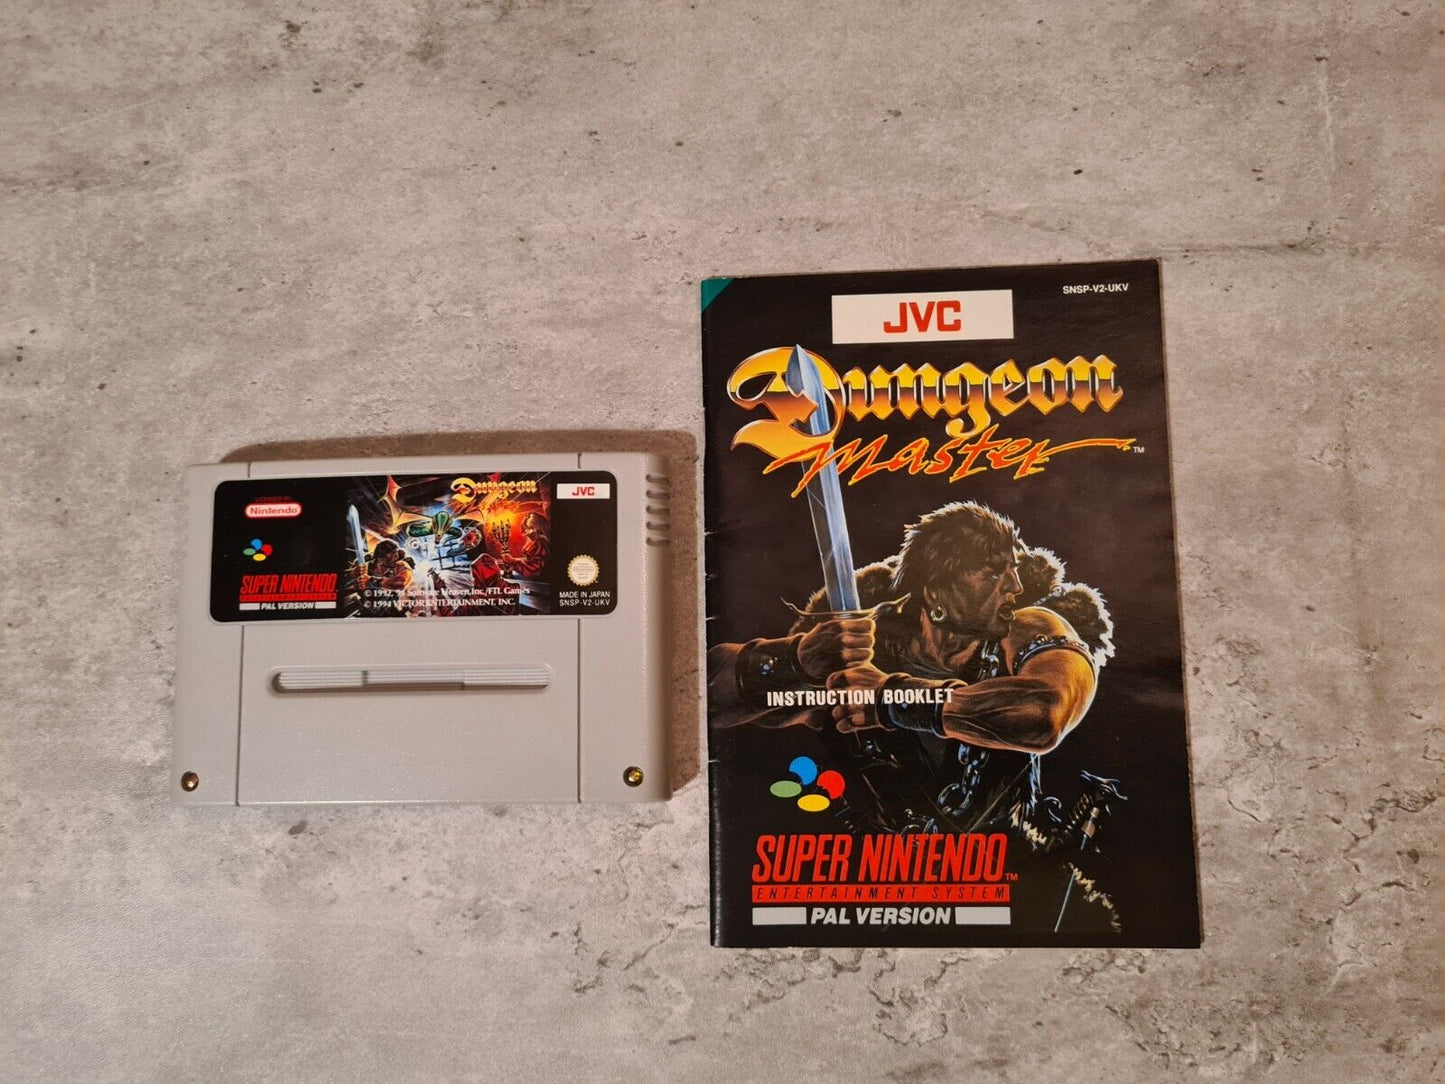 LICENSED BY
Nintendo
SUPER NINTENDO
ENTERTAINMENT SYSTEM
PAL VERSION
Dungeon
Master
© 1992, '94 Software Heaven,Inc./FTL Games
© 1994 VICTOR ENTERTAINMENT, INC.
JVC
MADE IN JAPAN
SNSP-V2-UKV
SNSP-V2-UKV
JVC
Dungeon
Master ™
INSTRUCTION BOOKLET
SUPER NINTENDO ™
ENTERTAINMENT SYSTEM
PAL VERSION